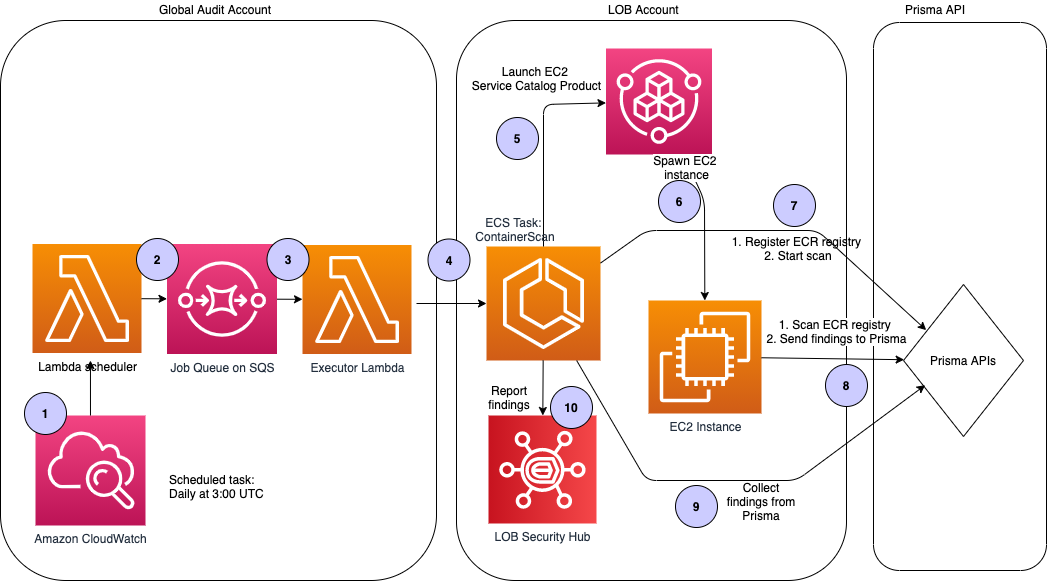 Global Audit Account
LOB Account
Prisma API
Launch EC2
Service Catalog Product
5
Spawn EC2
instance
6
7
ECS Task:
ContainerScan
1. Register ECR registry
2. Start scan
2
3
4
1. Scan ECR registry
2. Send findings to Prisma
Prisma APIs
Lambda scheduler
Job Queue on SQS
Executor Lambda
8
Report
findings
10
1
EC2 Instance
Scheduled task:
Daily at 3:00 UTC
Collect
findings from
Prisma
9
Amazon CloudWatch
LOB Security Hub